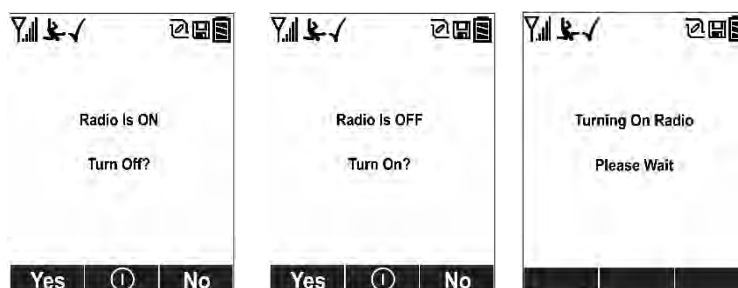 Radio Is ON
Turn Off?
Yes
No
Radio Is OFF
Turn On?
Yes
No
Turning On Radio
Please Wait